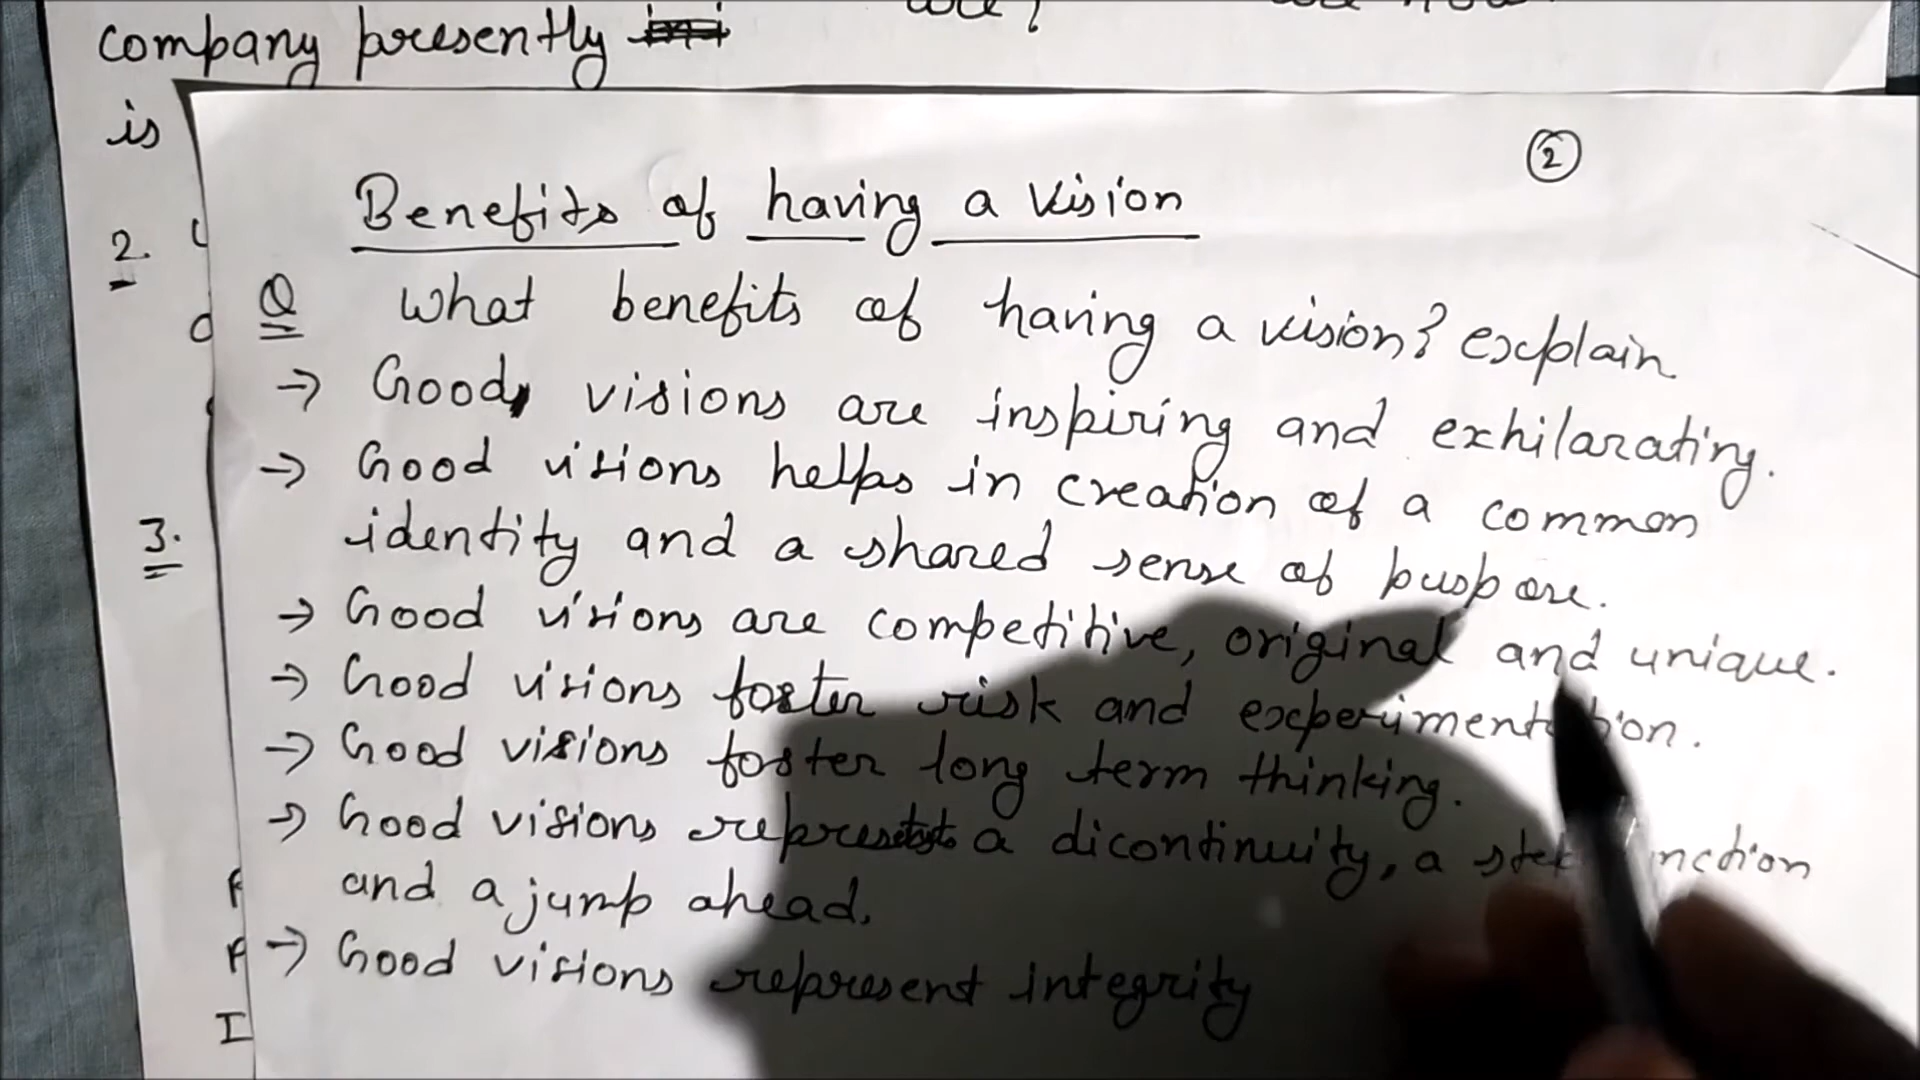 company presently
is
2
Benefits of having a Vision
2.
Q What benefits of having a vision? explain
→ Good, visions are inspiring and exhilarating.
→ Good visions helps in creation of a common
identity and a shared sense of puspose.
3.
→ Good visions are competitive, original and unique.
→ Good visions foster risk and experimentation.
→ Good visions foster long term thinking.
→ Good visions represents a dicontinuity, a
and a jump ahead.
→ Good visions represent integrity
I